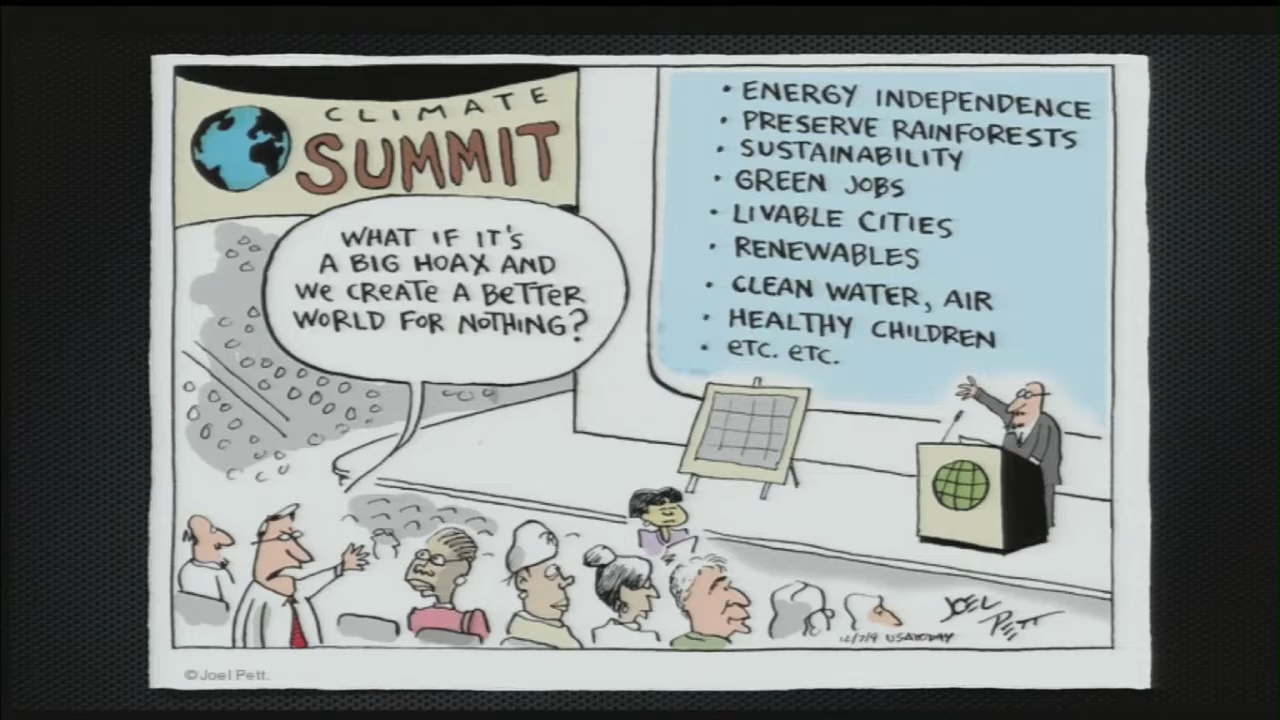 CLIMATE
SUMMIT
WHAT IF IT'S
A BIG HOAX AND
WE CREATE A BETTER
WORLD FOR NOTHING?
• ENERGY INDEPENDENCE
• PRESERVE RAINFORESTS
• SUSTAINABILITY
• GREEN JOBS
• LIVABLE CITIES
• RENEWABLES
• CLEAN WATER, AIR
• HEALTHY CHILDREN
• ETC. ETC.
JOEL
PETT
USA TODAY
©Joel Pett.